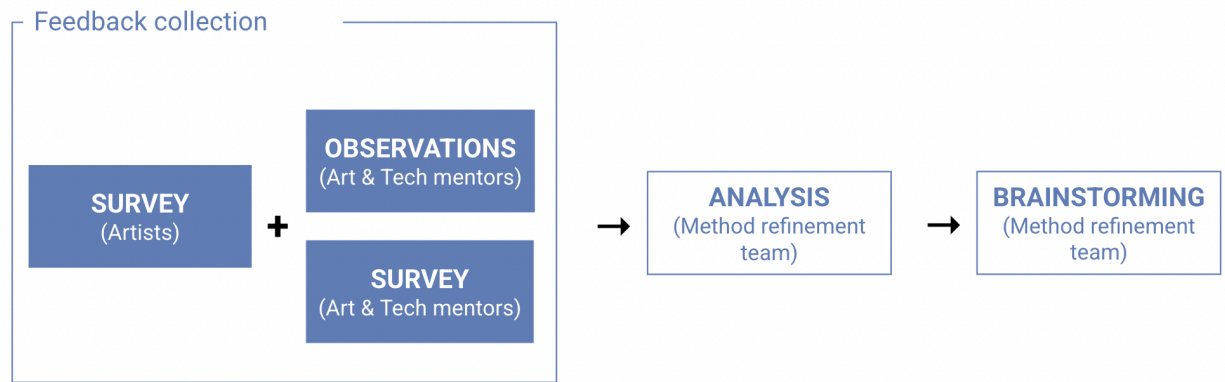 Feedback collection
SURVEY
(Artists)
+
OBSERVATIONS
(Art & Tech mentors)
SURVEY
(Art & Tech mentors)
ANALYSIS
(Method refinement
team)
BRAINSTORMING
(Method refinement
team)